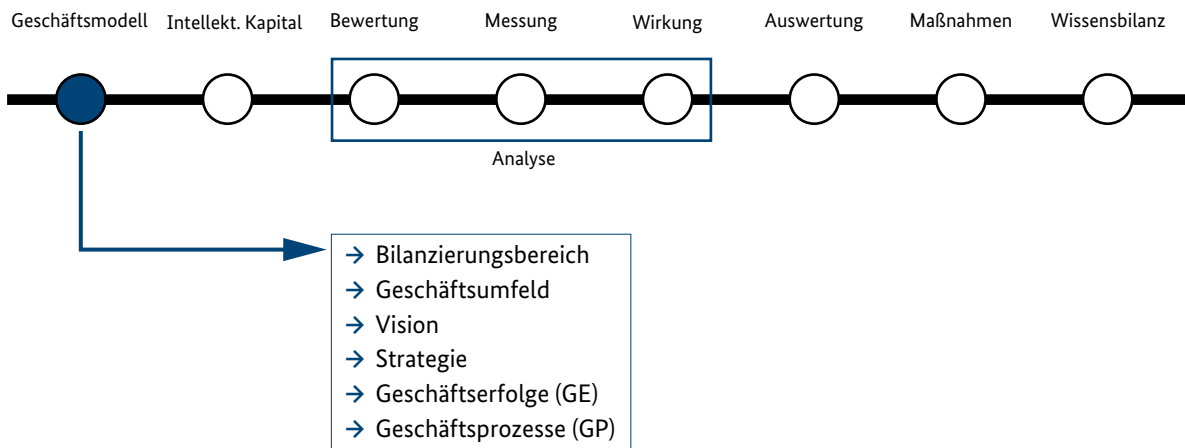 Geschäftsmodell Intellekt. Kapital Bewertung Messung Wirkung Auswertung Maßnahmen Wissensbilanz
Analyse
→ Bilanzierungsbereich
→ Geschäftsumfeld
→ Vision
→ Strategie
→ Geschäftserfolge (GE)
→ Geschäftsprozesse (GP)